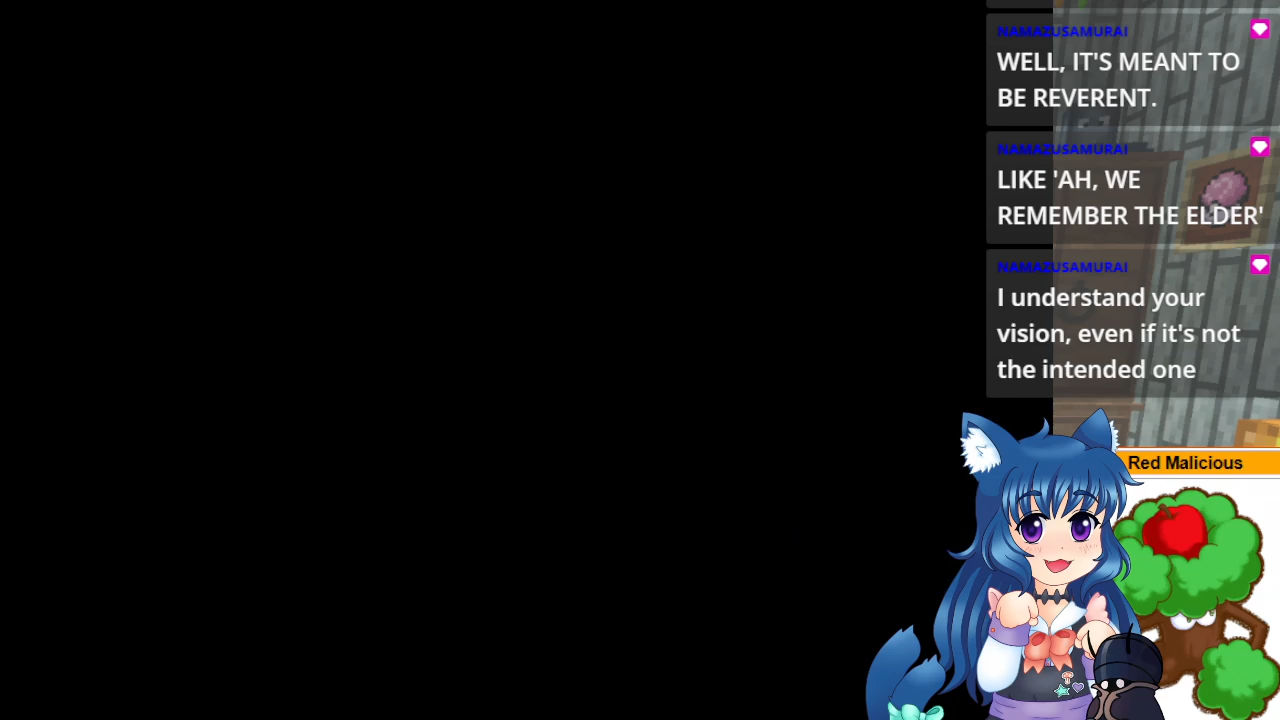 NAMAZUSAMURAI
WELL, IT'S MEANT TO
BE REVERENT.
NAMAZUSAMURAI
LIKE 'AH, WE
REMEMBER THE ELDER'
NAMAZUSAMURAI
I understand your
vision, even if it's not
the intended one
Red Malicious